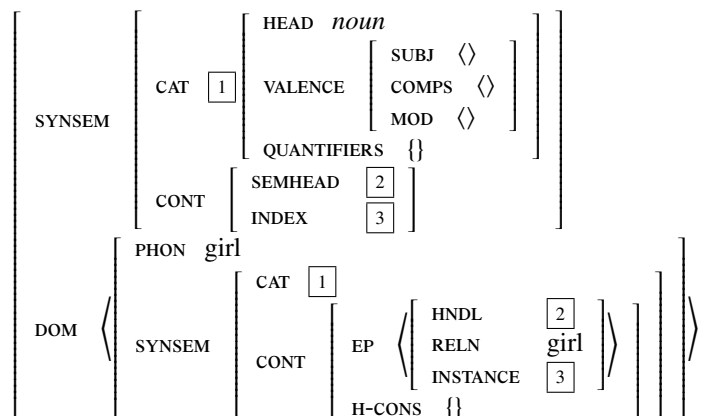 HEAD noun
SUBJ ⟨⟩
CAT 1 VALENCE COMPS ⟨⟩
MOD ⟨⟩
SYNSEM
QUANTIFIERS {}
SEMHEAD 2
CONT
INDEX 3
PHON girl
CAT 1
HNDL 2
DOM ⟨ SYNSEM CONT EP ⟨ RELN girl ⟩ ⟩
INSTANCE 3
H-CONS {}